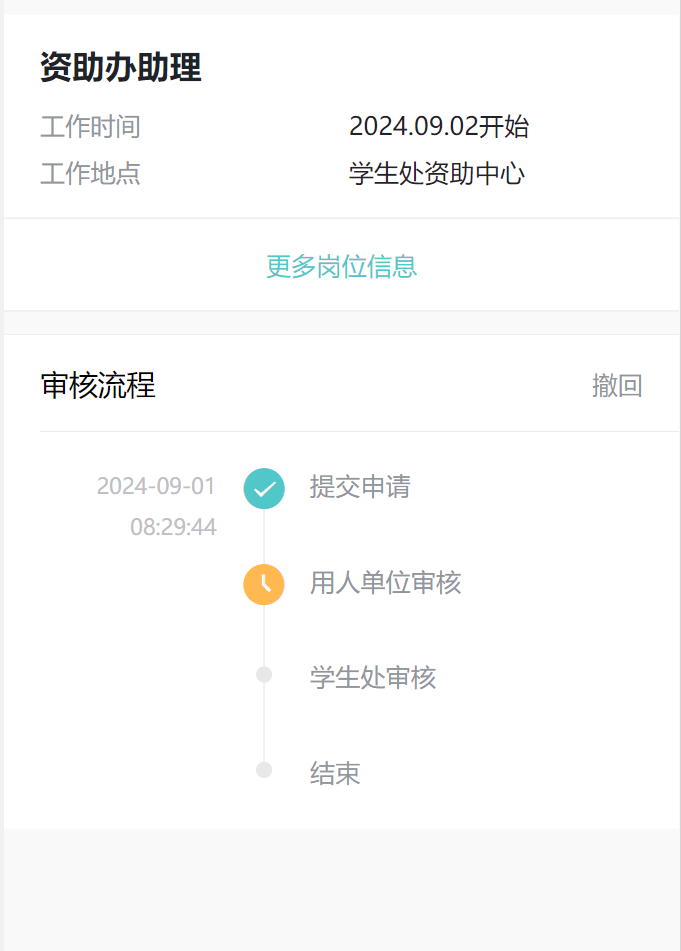 资助办助理
工作时间 2024.09.02开始
工作地点 学生处资助中心
更多岗位信息
审核流程 撤回
2024-09-01 提交申请
08:29:44
用人单位审核
学生处审核
结束